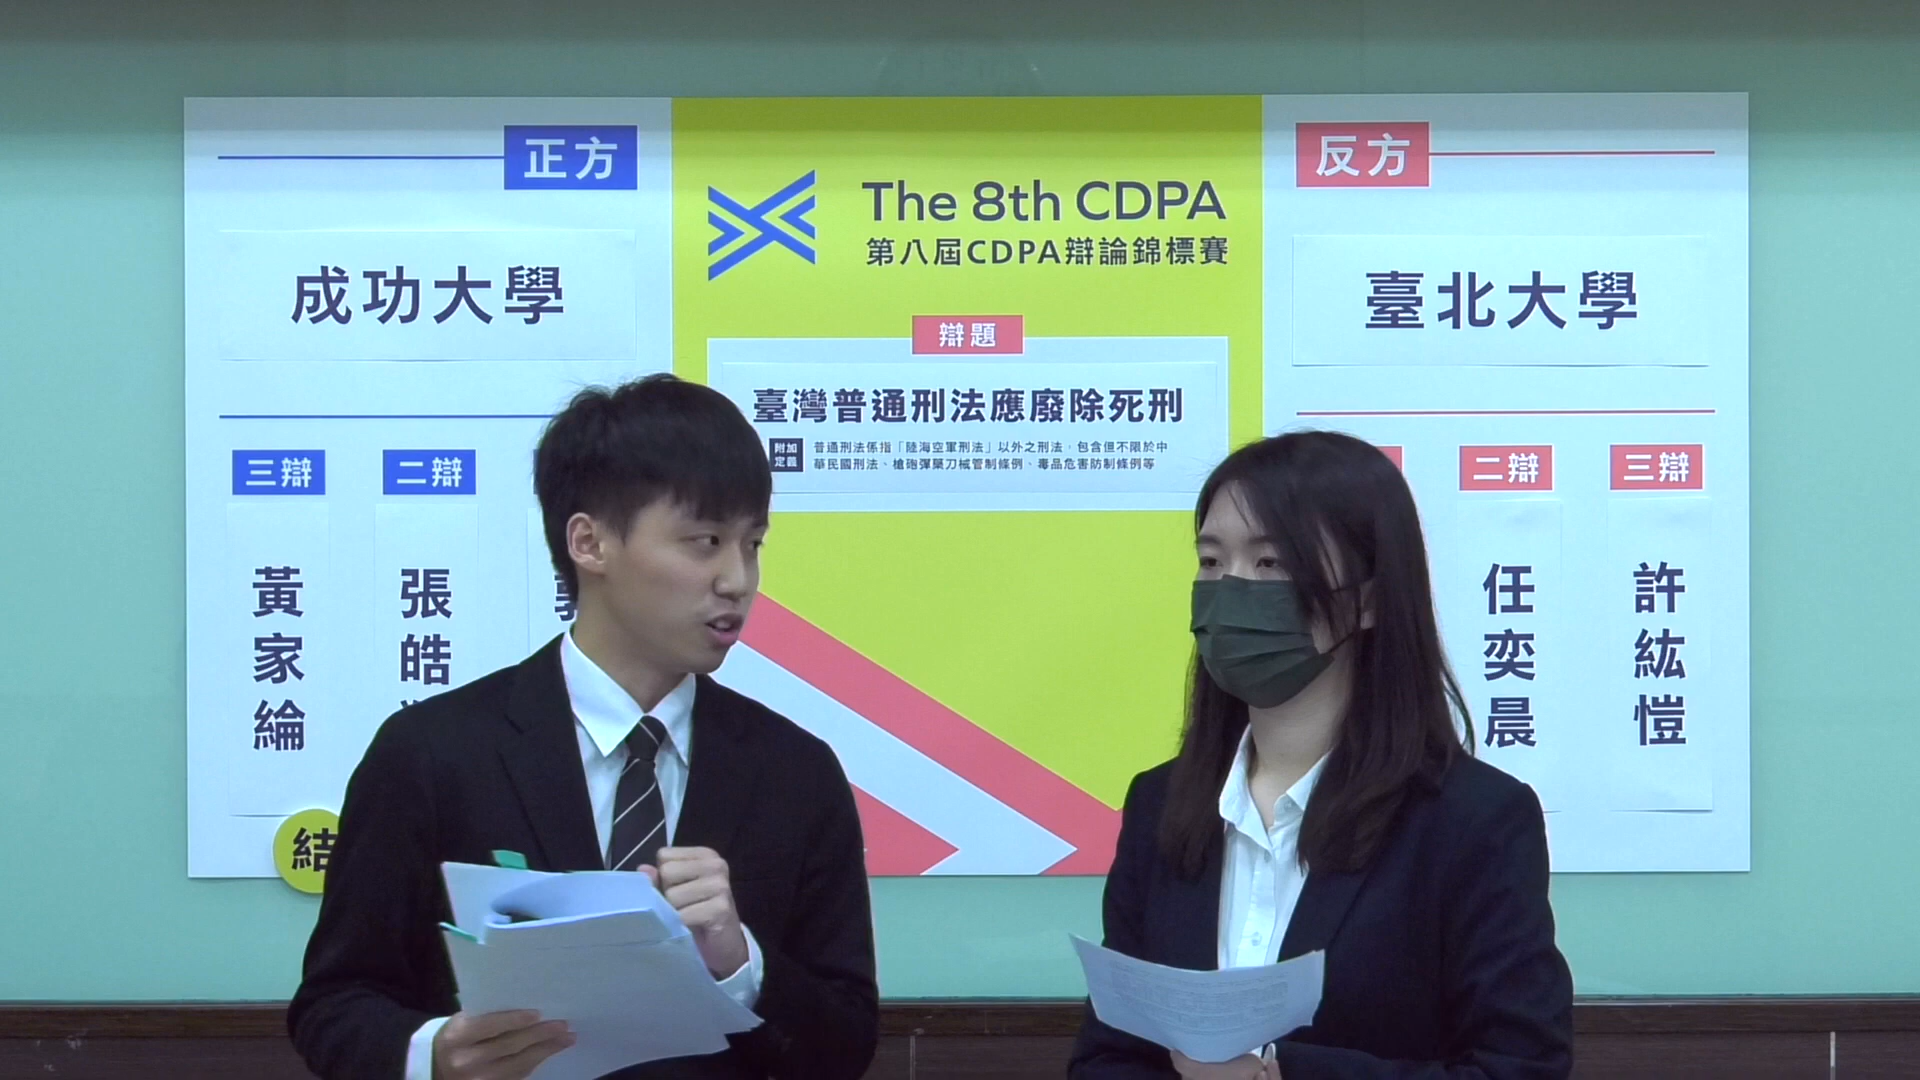 正方
成功大學
三辯
二辯
黃家綸
張皓
結
The 8th CDPA
第八屆CDPA辯論錦標賽
辯題
臺灣普通刑法應廢除死刑
附加
定義
普通刑法係指「陸海空軍刑法」以外之刑法,包含但不限於中
華民國刑法、槍砲彈藥刀械管制條例、毒品危害防制條例等
反方
臺北大學
二辯
三辯
任奕晨
許紘愷